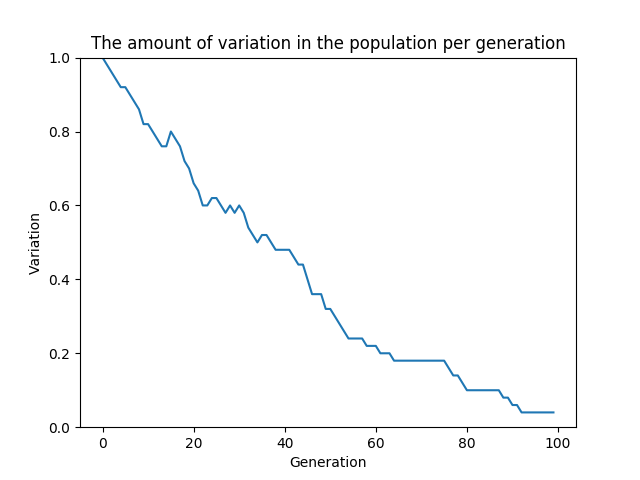 The amount of variation in the population per generation
1.0
0.8
0.6
0.4
0.2
0.0
Variation
0 20 40 60 80 100
Generation